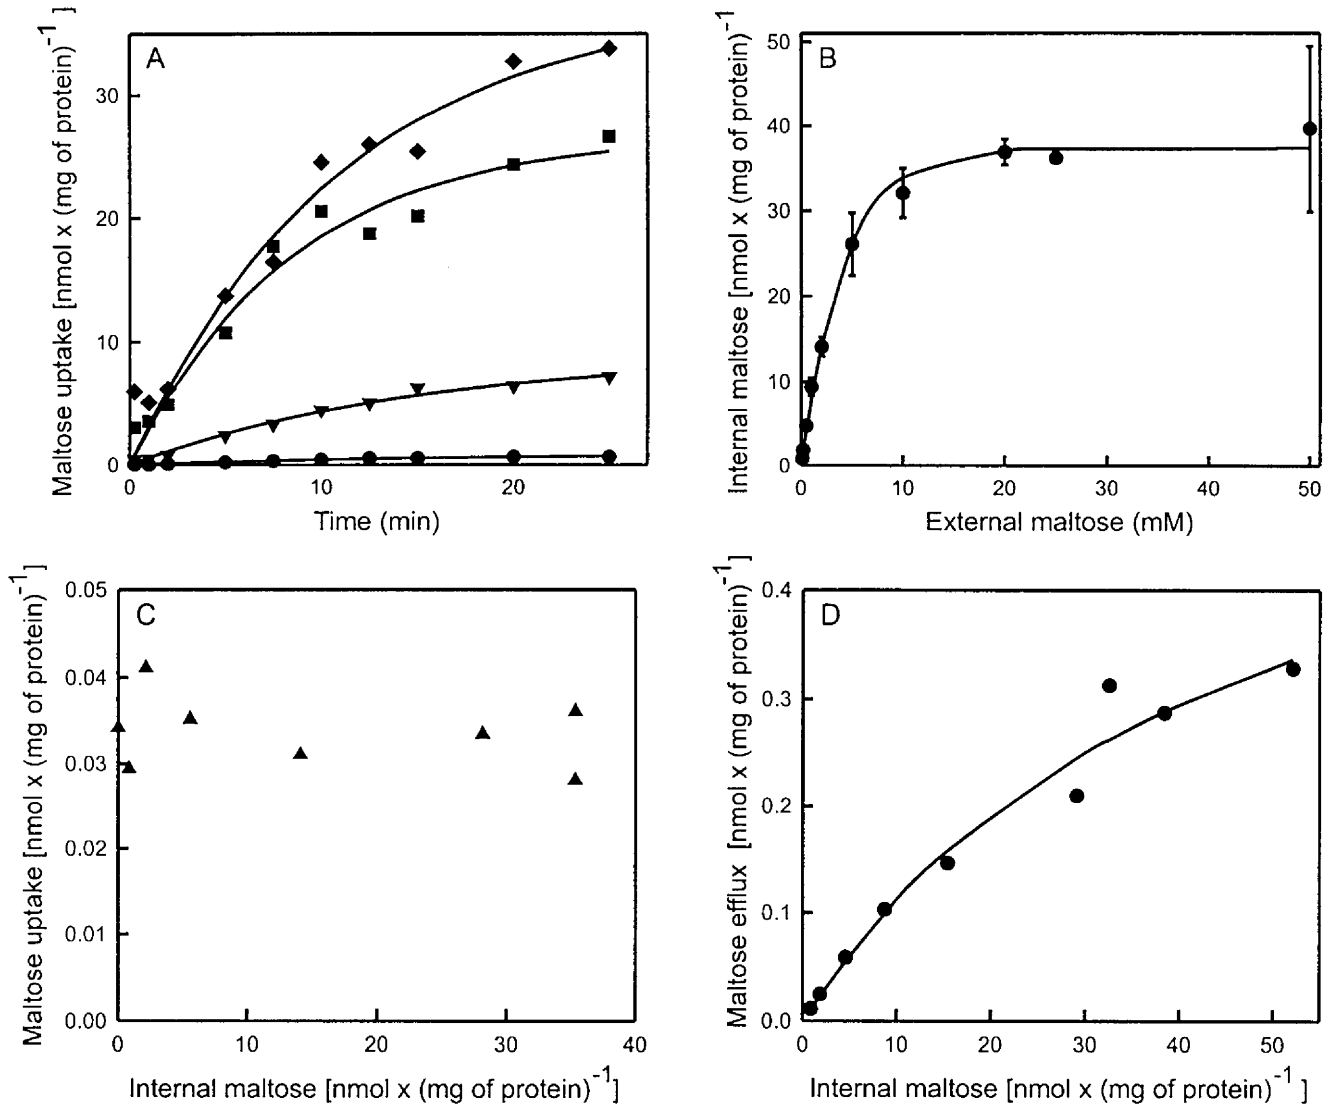 A
Maltose uptake [nmol x (mg of protein)⁻¹ ]
30
20
10
0
0 10 20
Time (min)
B
Internal maltose [nmol x (mg of protein)⁻¹
50
40
30
20
10
0
0 10 20 30 40 50
External maltose (mM)
C
Maltose uptake [nmol x (mg of protein)⁻¹ ]
0.05
0.04
0.03
0.02
0.01
0.00
0 10 20 30 40
Internal maltose [nmol x (mg of protein)⁻¹]
D
Maltose efflux [nmol x (mg of protein)⁻¹ ]
0.4
0.3
0.2
0.1
0.0
0 10 20 30 40 50
Internal maltose [nmol x (mg of protein)⁻¹ ]